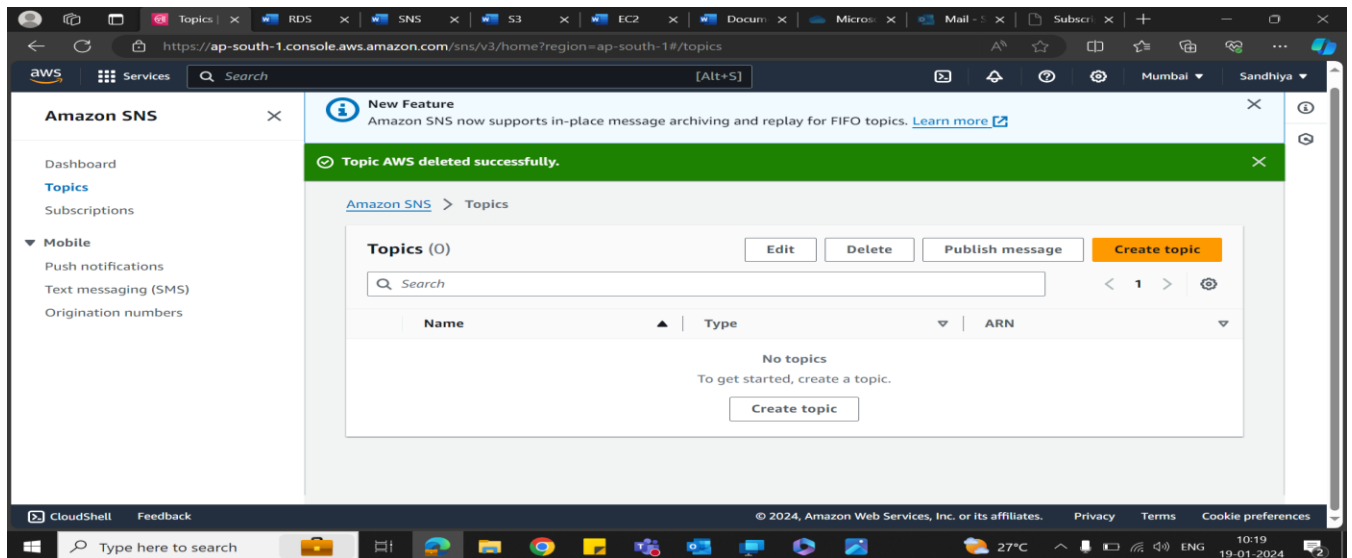 Topics |
RDS
SNS
S3
EC2
Docum
Micros
Mail - S
Subscri
https://ap-south-1.console.aws.amazon.com/sns/v3/home?region=ap-south-1#/topics
aws
Services
Search
[Alt+S]
Mumbai
Sandhiya
Amazon SNS
Dashboard
Topics
Subscriptions
Mobile
Push notifications
Text messaging (SMS)
Origination numbers
New Feature
Amazon SNS now supports in-place message archiving and replay for FIFO topics. Learn more
Topic AWS deleted successfully.
Amazon SNS > Topics
Topics (0)
Edit
Delete
Publish message
Create topic
Search
< 1 >
Name
Type
ARN
No topics
To get started, create a topic.
Create topic
CloudShell
Feedback
© 2024, Amazon Web Services, Inc. or its affiliates.
Privacy
Terms
Cookie preferences
Type here to search
27°C
ENG
10:19
19-01-2024
2